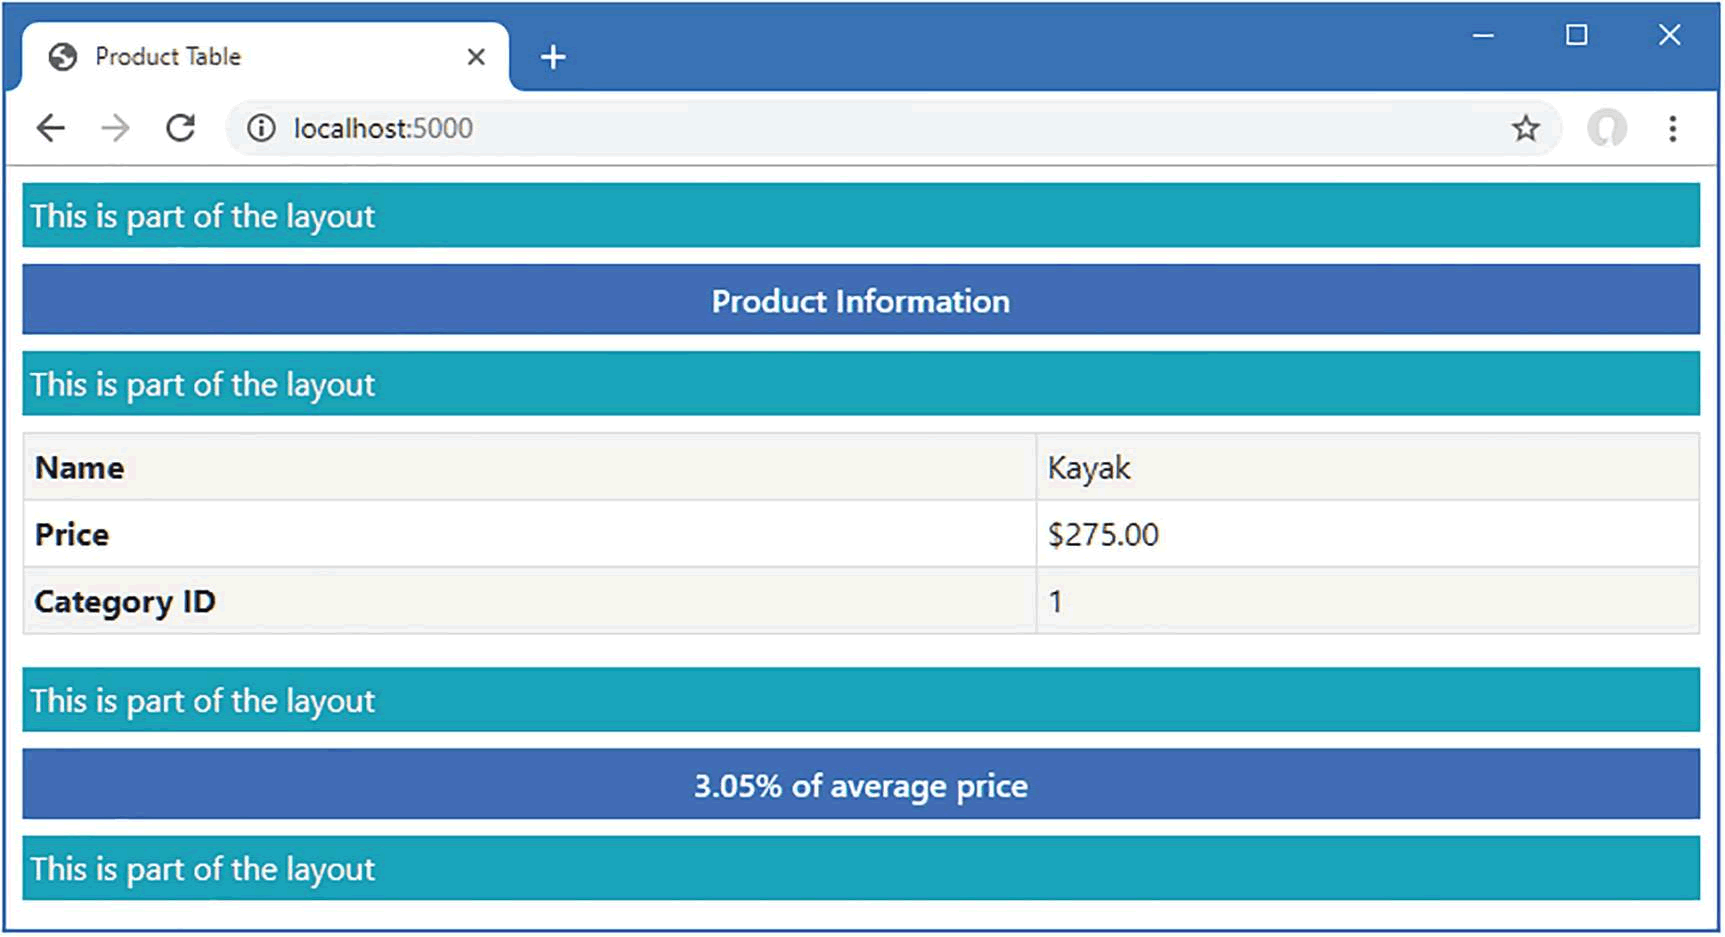 Product Table
localhost:5000
This is part of the layout
Product Information
This is part of the layout
Name Kayak
Price $275.00
Category ID 1
This is part of the layout
3.05% of average price
This is part of the layout